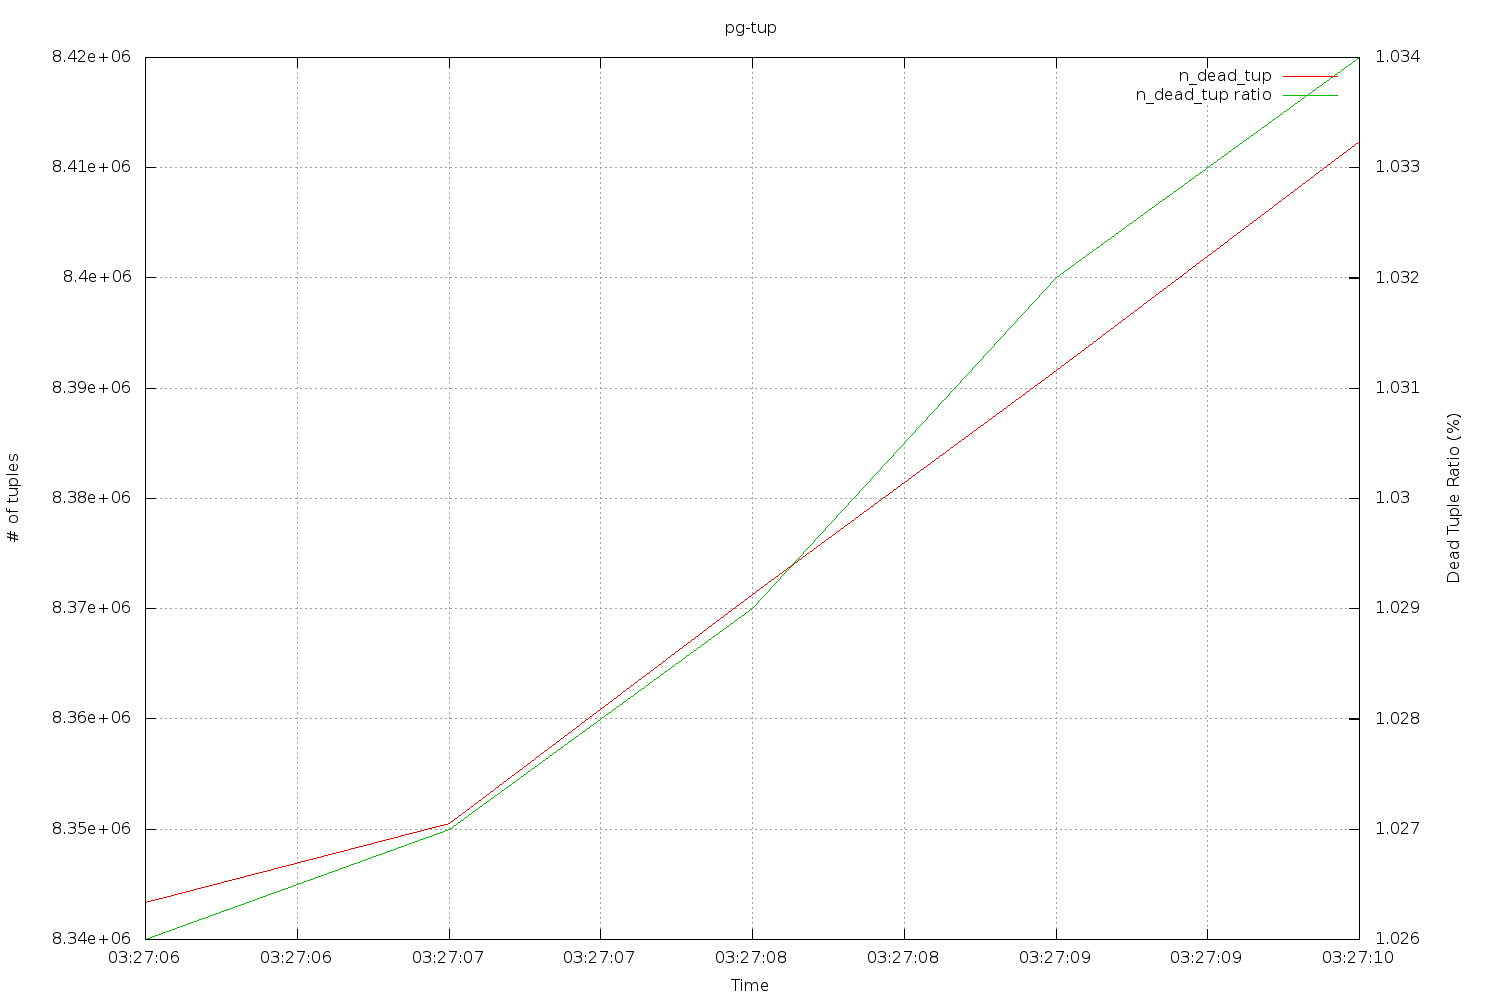 pg-tup
n_dead_tup
n_dead_tup ratio
8.42e+06
8.41e+06
8.4e+06
8.39e+06
8.38e+06
8.37e+06
8.36e+06
8.35e+06
8.34e+06
# of tuples
1.034
1.033
1.032
1.031
1.03
1.029
1.028
1.027
1.026
Dead Tuple Ratio (%)
03:27:06 03:27:06 03:27:07 03:27:07 03:27:08 03:27:08 03:27:09 03:27:09 03:27:10
Time